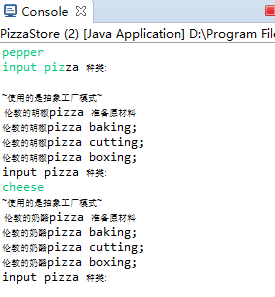 Console
PizzaStore (2) [Java Application] D:\Program File
pepper
input pizza 种类:
~使用的是抽象工厂模式~
伦敦的胡椒pizza 准备原材料
伦敦的胡椒pizza baking;
伦敦的胡椒pizza cutting;
伦敦的胡椒pizza boxing;
input pizza 种类:
cheese
~使用的是抽象工厂模式~
伦敦的奶酪pizza 准备原材料
伦敦的奶酪pizza baking;
伦敦的奶酪pizza cutting;
伦敦的奶酪pizza boxing;
input pizza 种类: